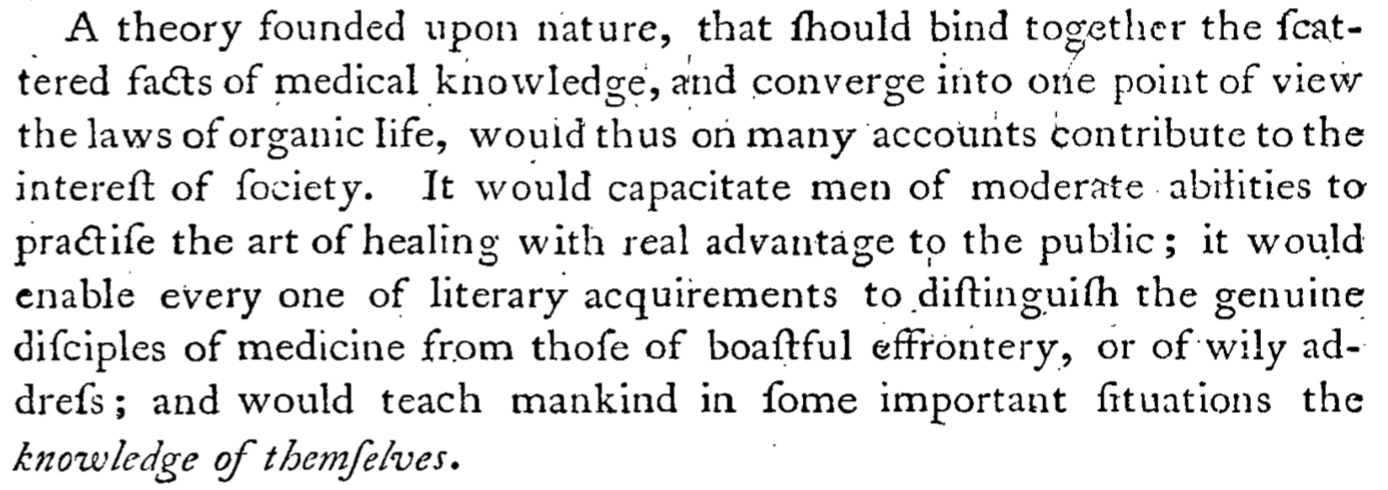 A theory founded upon nature, that ſhould bind together the ſcat-
tered facts of medical knowledge, and converge into one point of view
the laws of organic life, would thus on many accounts contribute to the
intereſt of ſociety. It would capacitate men of moderate abilities to
practiſe the art of healing with real advantage to the public; it would
enable every one of literary acquirements to diſtinguiſh the genuine
diſciples of medicine from thoſe of boaſtful effrontery, or of wily ad-
dreſs; and would teach mankind in ſome important ſituations the
knowledge of themſelves.